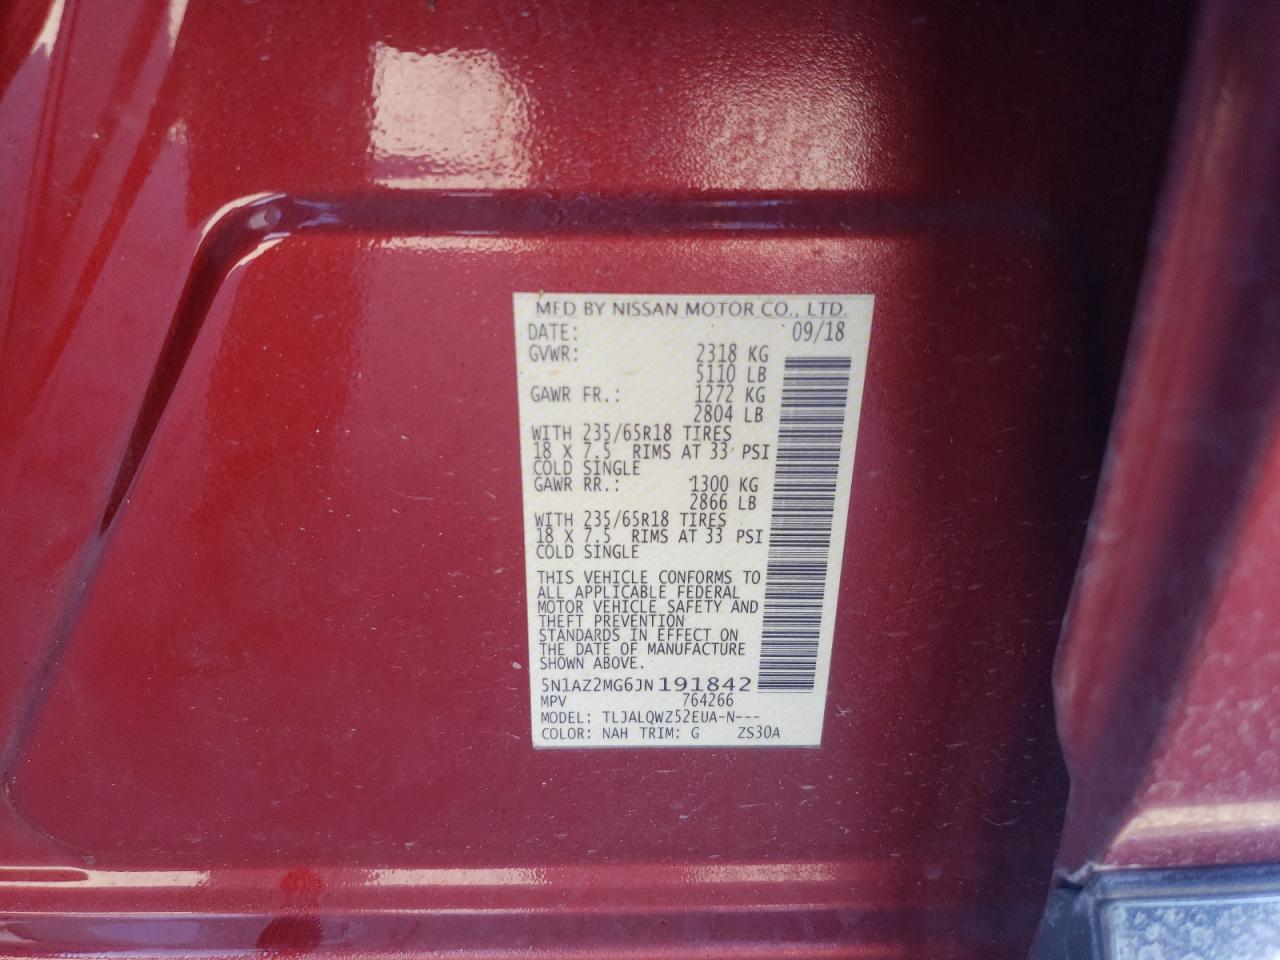 MFD BY NISSAN MOTOR CO., LTD.
DATE: 09/18
GVWR: 2318 KG
5110 LB
GAWR FR.: 1272 KG
2804 LB
WITH 235/65R18 TIRES
18 X 7.5 RIMS AT 33 PSI
COLD SINGLE
GAWR RR.: 1300 KG
2866 LB
WITH 235/65R18 TIRES
18 X 7.5 RIMS AT 33 PSI
COLD SINGLE
THIS VEHICLE CONFORMS TO
ALL APPLICABLE FEDERAL
MOTOR VEHICLE SAFETY AND
THEFT PREVENTION
STANDARDS IN EFFECT ON
THE DATE OF MANUFACTURE
SHOWN ABOVE.
5N1AZ2MG6JN191842
MPV 764266
MODEL: TLJALQWZ52EUA-N---
COLOR: NAH TRIM: G ZS30A